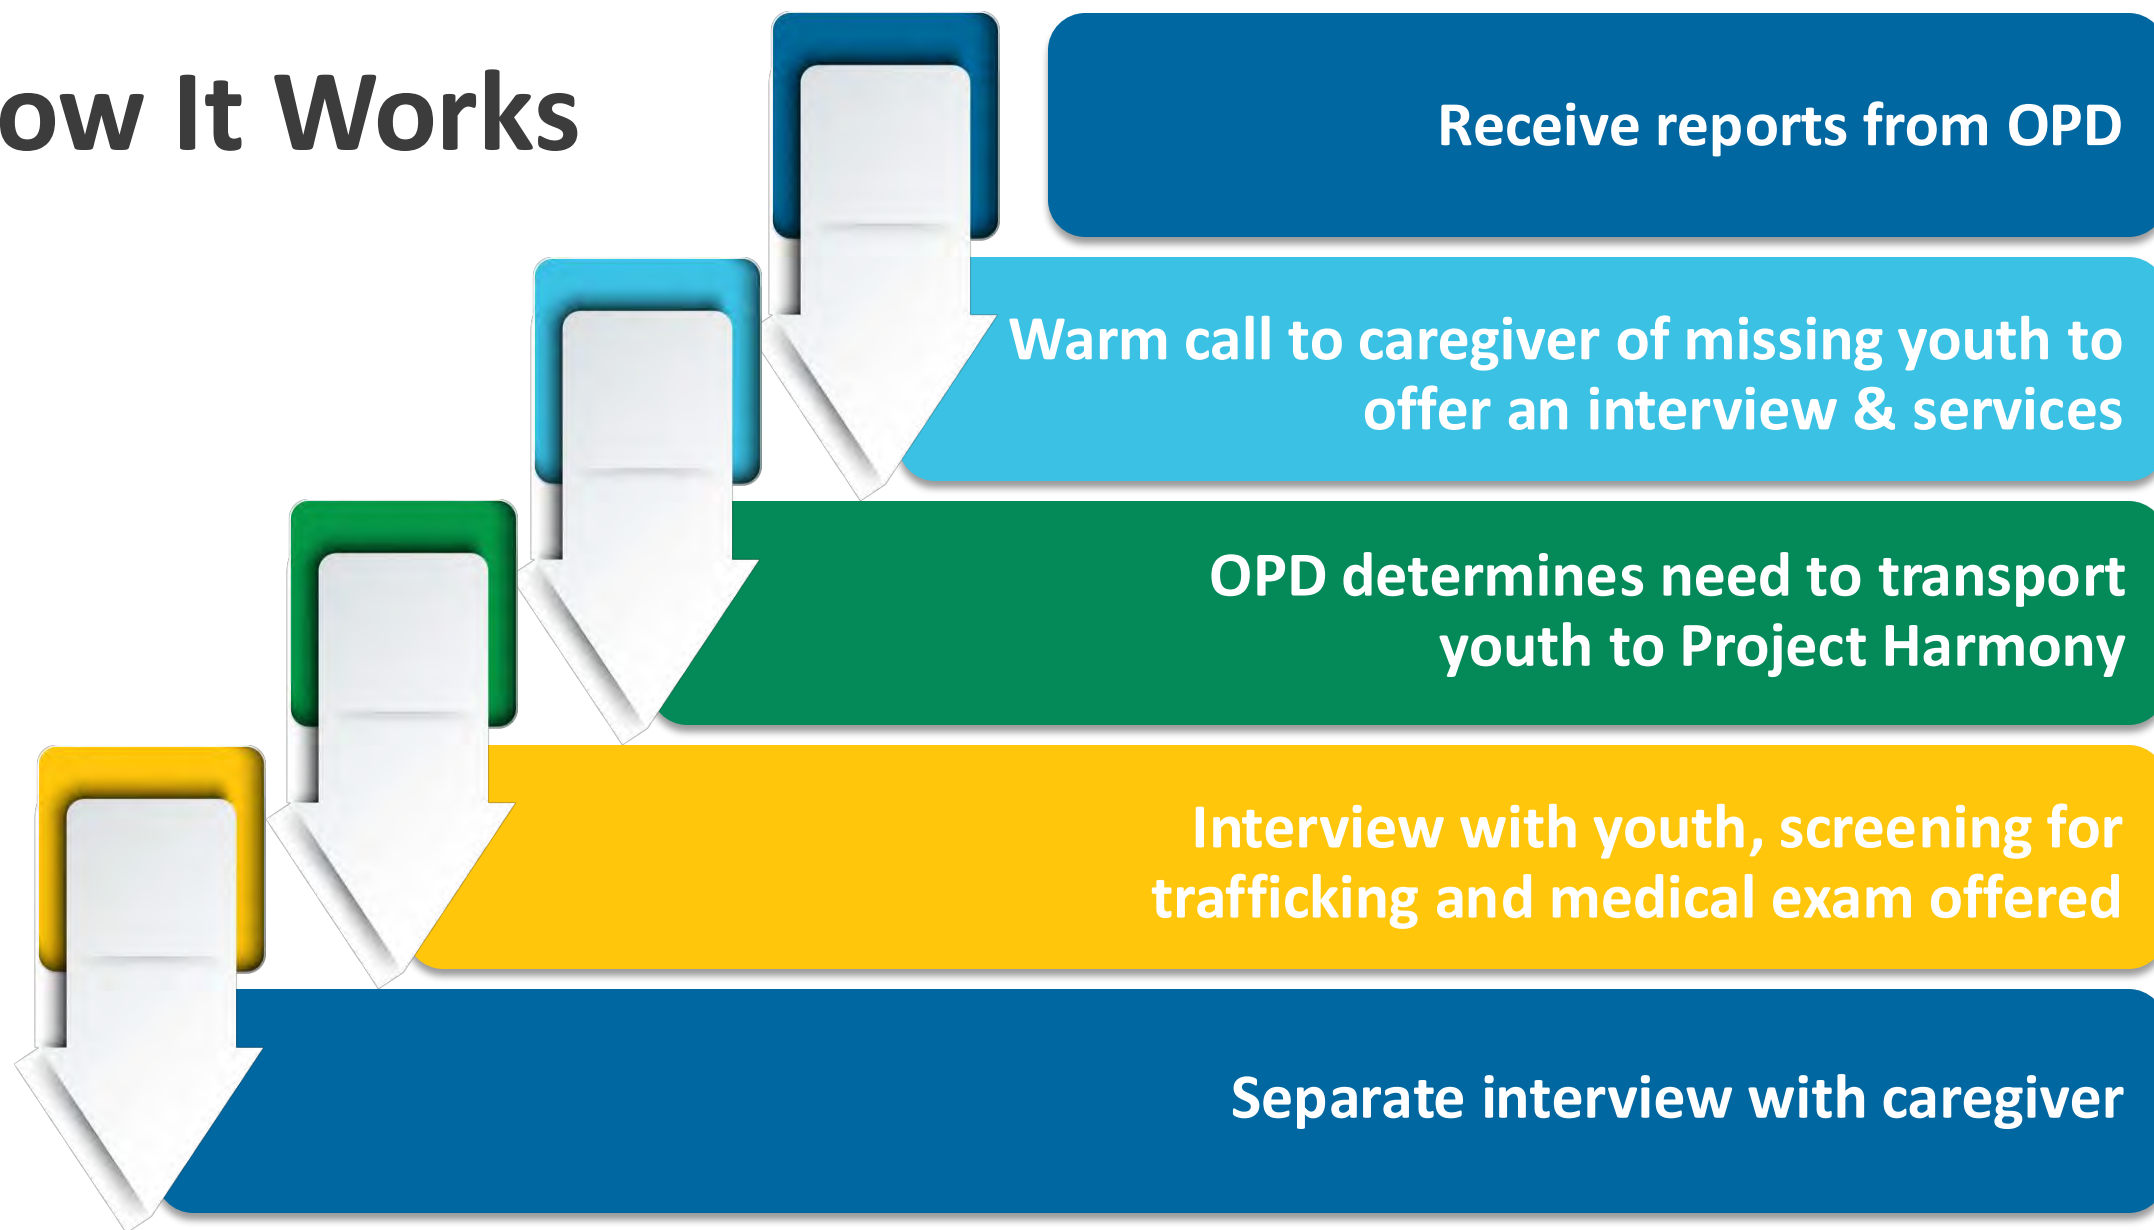 ow It Works
Receive reports from OPD
Warm call to caregiver of missing youth to
offer an interview & services
OPD determines need to transport
youth to Project Harmony
Interview with youth, screening for
trafficking and medical exam offered
Separate interview with caregiver